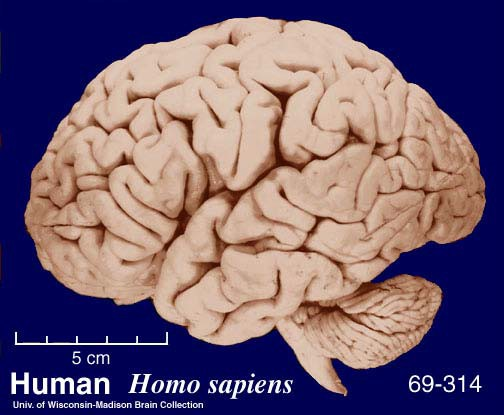 5 cm
Human Homo sapiens 69-314
Univ. of Wisconsin-Madison Brain Collection